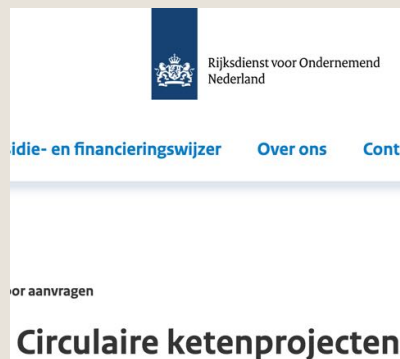 Rijksdienst voor Ondernemend
Nederland
idie- en financieringswijzer Over ons Cont
or aanvragen
Circulaire ketenprojecten